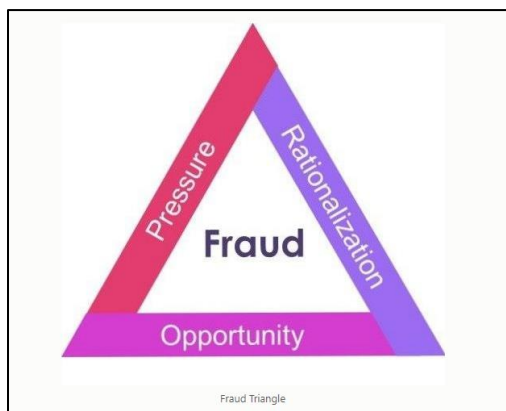 Pressure
Rationalization
Fraud
Opportunity
Fraud Triangle